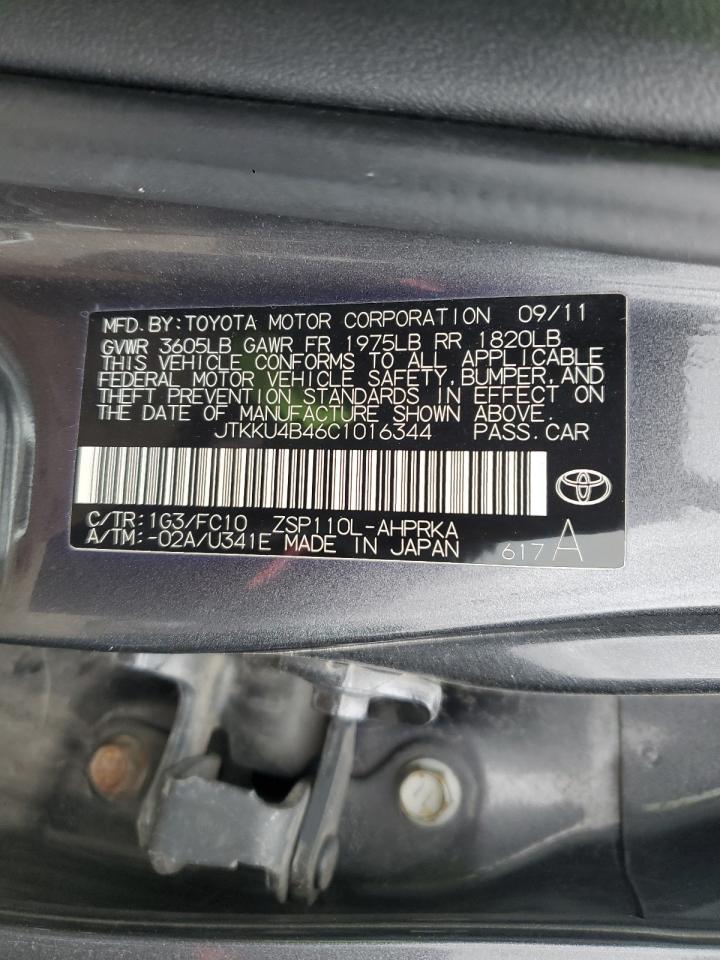 MFD.BY:TOYOTA MOTOR CORPORATION 09/11
GVWR 3605LB GAWR FR 1975LB RR 1820LB
THIS VEHICLE CONFORMS TO ALL APPLICABLE
FEDERAL MOTOR VEHICLE SAFETY,BUMPER,AND
THEFT PREVENTION STANDARDS IN EFFECT ON
THE DATE OF MANUFACTURE SHOWN ABOVE.
JTKKU4B46C1016344 PASS.CAR
C/TR:1G3/FC10 ZSP110L-AHPRKA
A/TM:-02A/U341E MADE IN JAPAN 617A